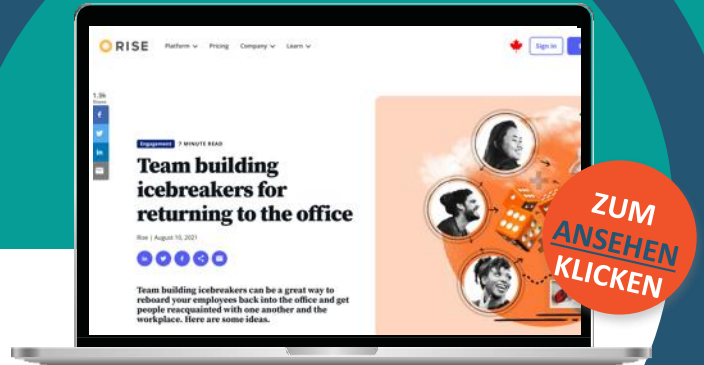 RISE
Platform Pricing Company Learn
Sign in
1.3k
Shares
Engagement 7 MINUTE READ
Team building
icebreakers for
returning to the office
Rise | August 10, 2021
Team building icebreakers can be a great way to
reboard your employees back into the office and get
people reacquainted with one another and the
workplace. Here are some ideas.
ZUM
ANSEHEN
KLICKEN